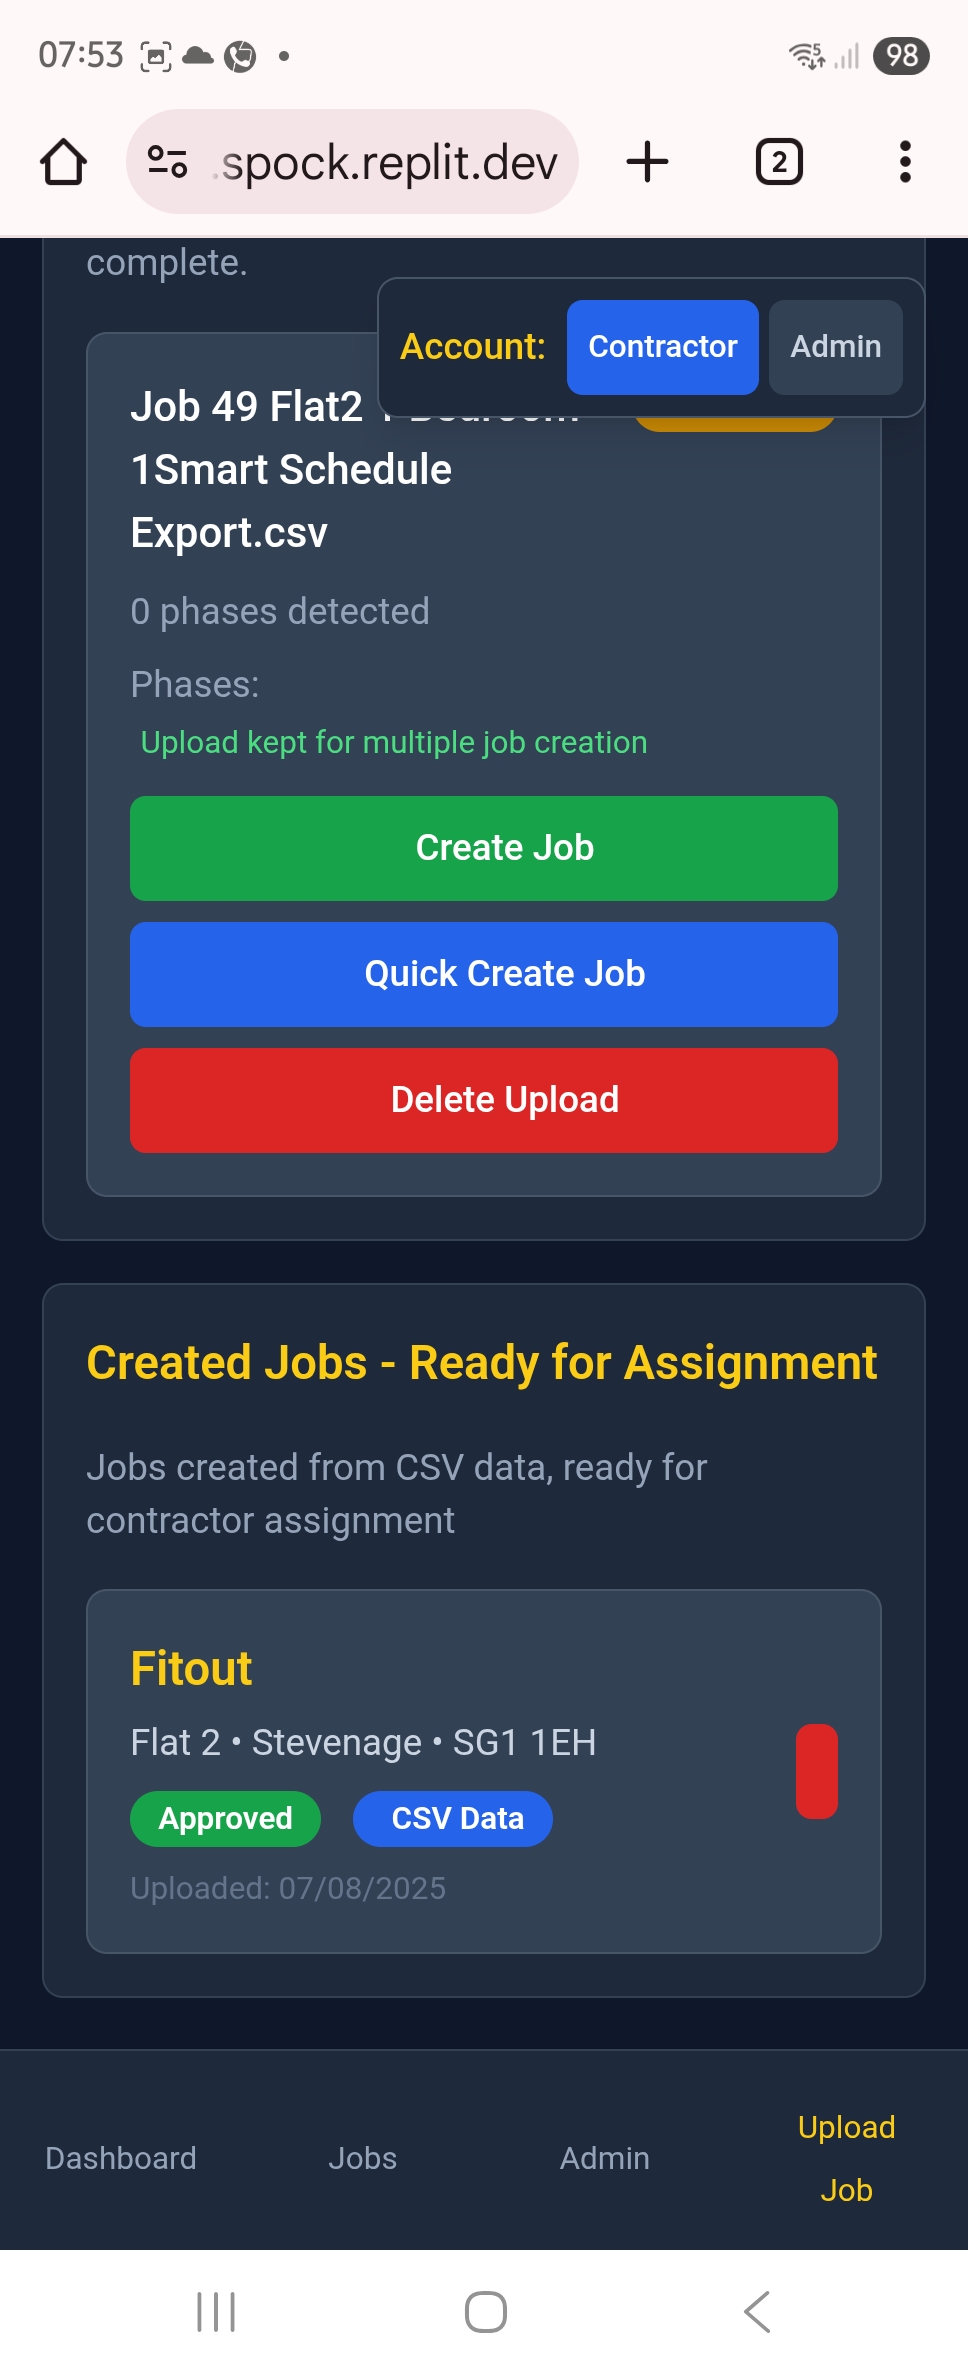 07:53
5
98
.spock.replit.dev
2
complete.
Account: Contractor Admin
Job 49 Flat2 1 Bedroom
1Smart Schedule
Export.csv
0 phases detected
Phases:
Upload kept for multiple job creation
Create Job
Quick Create Job
Delete Upload
Created Jobs - Ready for Assignment
Jobs created from CSV data, ready for
contractor assignment
Fitout
Flat 2 • Stevenage • SG1 1EH
Approved CSV Data
Uploaded: 07/08/2025
Dashboard Jobs Admin Upload
Job